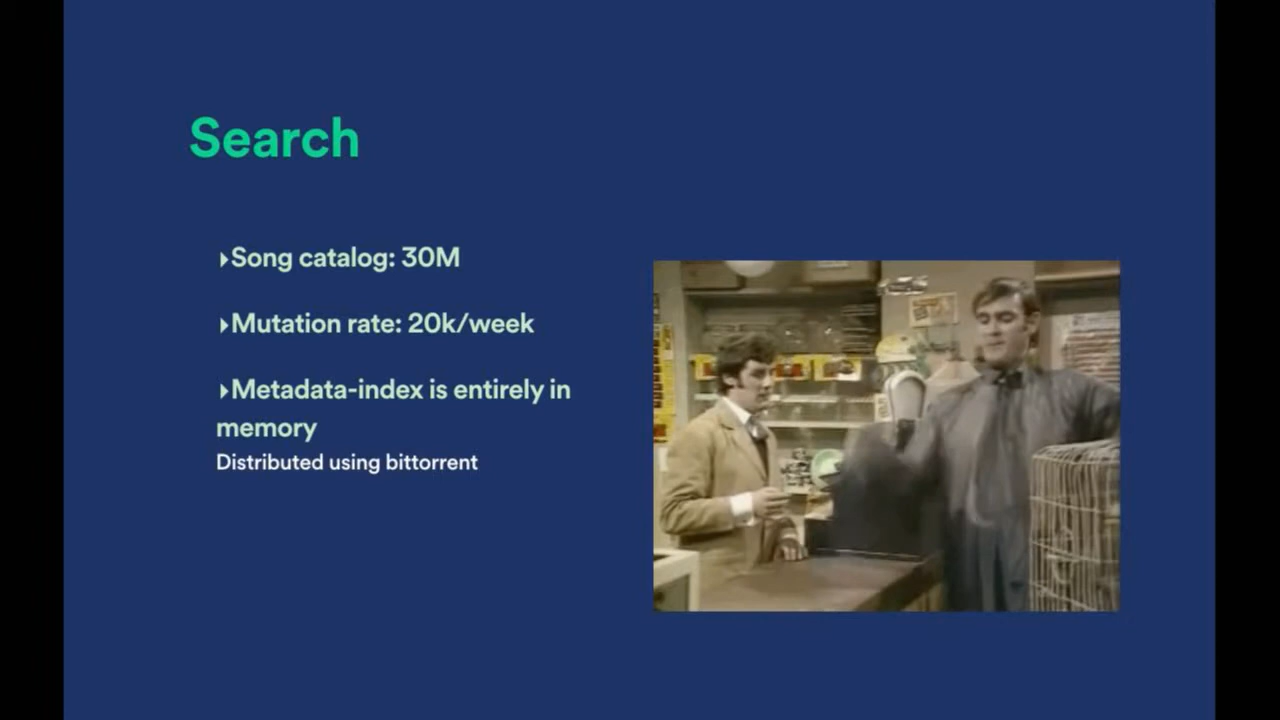 Search
▸Song catalog: 30M
▸Mutation rate: 20k/week
▸Metadata-index is entirely in
memory
Distributed using bittorrent